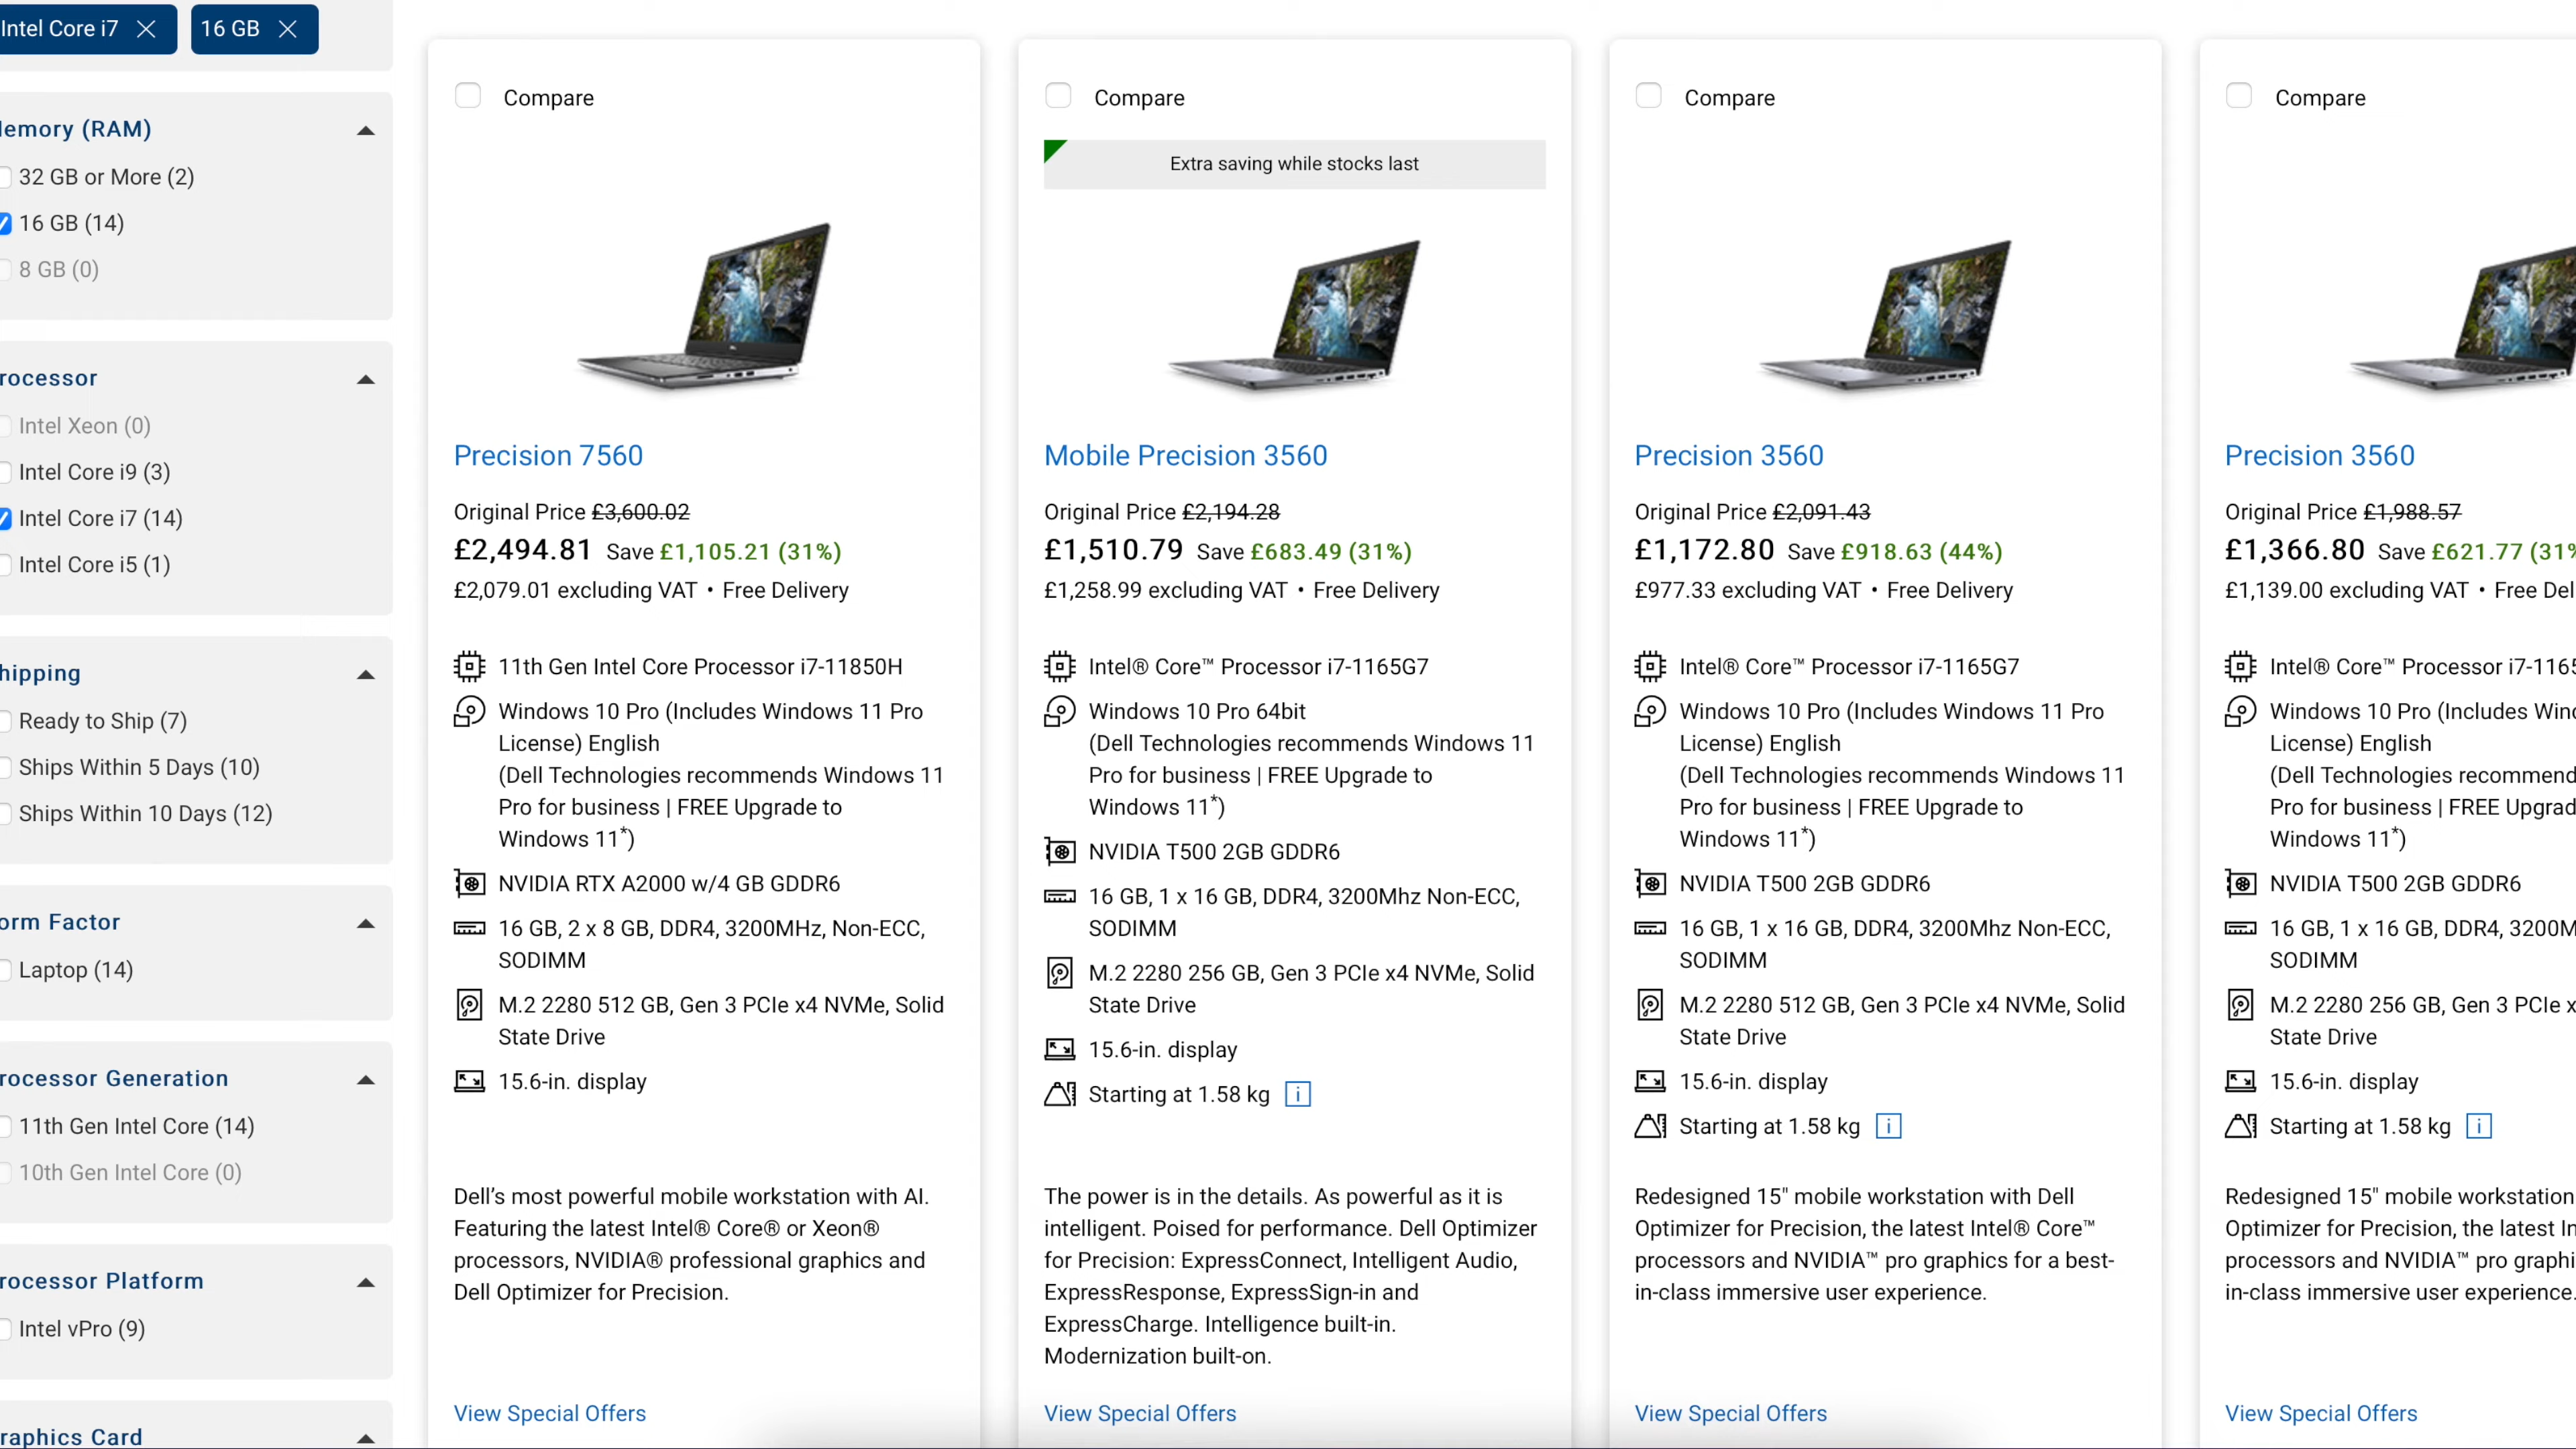 Intel Core i7
16 GB
emory (RAM)
32 GB or More (2)
16 GB (14)
8 GB (0)
rocessor
Intel Xeon (0)
Intel Core i9 (3)
Intel Core i7 (14)
Intel Core i5 (1)
hipping
Ready to Ship (7)
Ships Within 5 Days (10)
Ships Within 10 Days (12)
orm Factor
Laptop (14)
rocessor Generation
11th Gen Intel Core (14)
10th Gen Intel Core (0)
rocessor Platform
Intel vPro (9)
raphics Card
Compare
Precision 7560
Original Price £3,600.02
£2,494.81 Save £1,105.21 (31%)
£2,079.01 excluding VAT • Free Delivery
11th Gen Intel Core Processor i7-11850H
Windows 10 Pro (Includes Windows 11 Pro
License) English
(Dell Technologies recommends Windows 11
Pro for business | FREE Upgrade to
Windows 11*)
NVIDIA RTX A2000 w/4 GB GDDR6
16 GB, 2 x 8 GB, DDR4, 3200MHz, Non-ECC,
SODIMM
M.2 2280 512 GB, Gen 3 PCIe x4 NVMe, Solid
State Drive
15.6-in. display
Dell’s most powerful mobile workstation with AI.
Featuring the latest Intel® Core® or Xeon®
processors, NVIDIA® professional graphics and
Dell Optimizer for Precision.
View Special Offers
Compare
Extra saving while stocks last
Mobile Precision 3560
Original Price £2,194.28
£1,510.79 Save £683.49 (31%)
£1,258.99 excluding VAT • Free Delivery
Intel® Core™ Processor i7-1165G7
Windows 10 Pro 64bit
(Dell Technologies recommends Windows 11
Pro for business | FREE Upgrade to
Windows 11*)
NVIDIA T500 2GB GDDR6
16 GB, 1 x 16 GB, DDR4, 3200Mhz Non-ECC,
SODIMM
M.2 2280 256 GB, Gen 3 PCIe x4 NVMe, Solid
State Drive
15.6-in. display
Starting at 1.58 kg
The power is in the details. As powerful as it is
intelligent. Poised for performance. Dell Optimizer
for Precision: ExpressConnect, Intelligent Audio,
ExpressResponse, ExpressSign-in and
ExpressCharge. Intelligence built-in.
Modernization built-on.
View Special Offers
Compare
Precision 3560
Original Price £2,091.43
£1,172.80 Save £918.63 (44%)
£977.33 excluding VAT • Free Delivery
Intel® Core™ Processor i7-1165G7
Windows 10 Pro (Includes Windows 11 Pro
License) English
(Dell Technologies recommends Windows 11
Pro for business | FREE Upgrade to
Windows 11*)
NVIDIA T500 2GB GDDR6
16 GB, 1 x 16 GB, DDR4, 3200Mhz Non-ECC,
SODIMM
M.2 2280 512 GB, Gen 3 PCIe x4 NVMe, Solid
State Drive
15.6-in. display
Starting at 1.58 kg
Redesigned 15" mobile workstation with Dell
Optimizer for Precision, the latest Intel® Core™
processors and NVIDIA™ pro graphics for a best-
in-class immersive user experience.
View Special Offers
Compare
Precision 3560
Original Price £1,988.57
£1,366.80 Save £621.77 (31%
£1,139.00 excluding VAT • Free Del
Intel® Core™ Processor i7-1165
Windows 10 Pro (Includes Wind
License) English
(Dell Technologies recommend
Pro for business | FREE Upgrad
Windows 11*)
NVIDIA T500 2GB GDDR6
16 GB, 1 x 16 GB, DDR4, 3200M
SODIMM
M.2 2280 256 GB, Gen 3 PCIe x
State Drive
15.6-in. display
Starting at 1.58 kg
Redesigned 15" mobile workstation
Optimizer for Precision, the latest In
processors and NVIDIA™ pro graphi
in-class immersive user experience.
View Special Offers